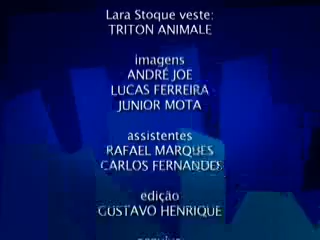 Lara Stoque veste:
TRITON ANIMALE
imagens
ANDRÉ JOE
LUCAS FERREIRA
JUNIOR MOTA
assistentes
RAFAEL MARQUES
CARLOS FERNANDES
edição
GUSTAVO HENRIQUE